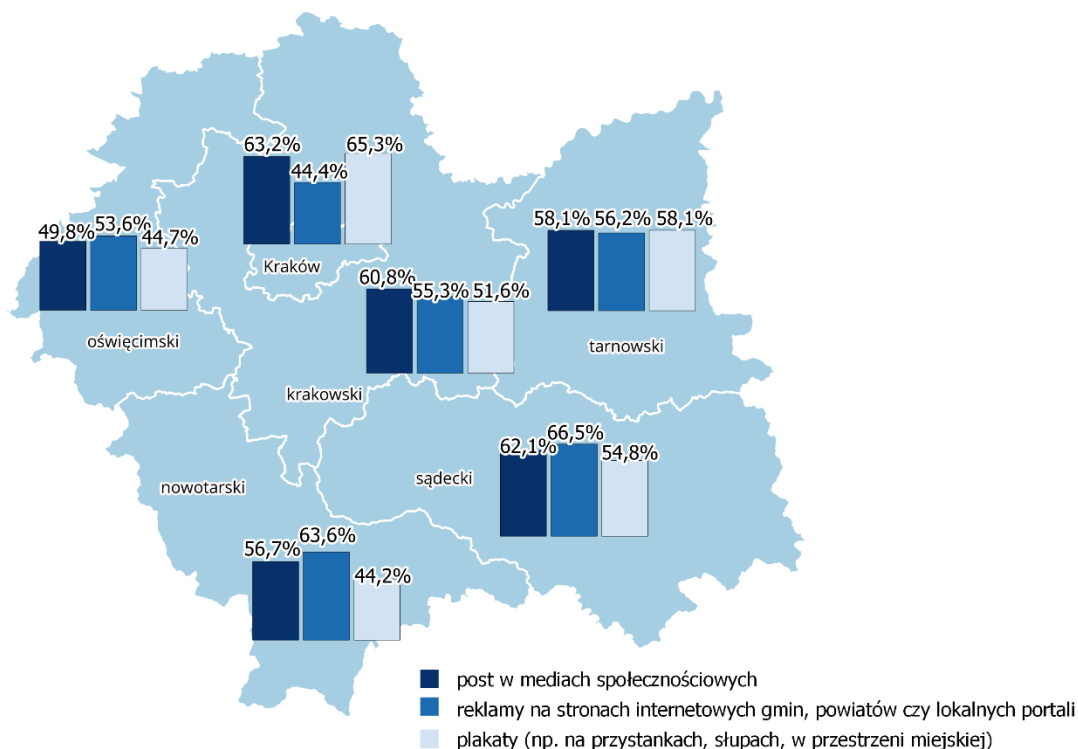 63,2%
44,4%
65,3%
Kraków
49,8%
53,6%
44,7%
oświęcimski
58,1%
56,2%
58,1%
tarnowski
60,8%
55,3%
51,6%
krakowski
62,1%
66,5%
54,8%
sądecki
nowotarski
56,7%
63,6%
44,2%
post w mediach społecznościowych
reklamy na stronach internetowych gmin, powiatów czy lokalnych portali
plakaty (np. na przystankach, słupach, w przestrzeni miejskiej)